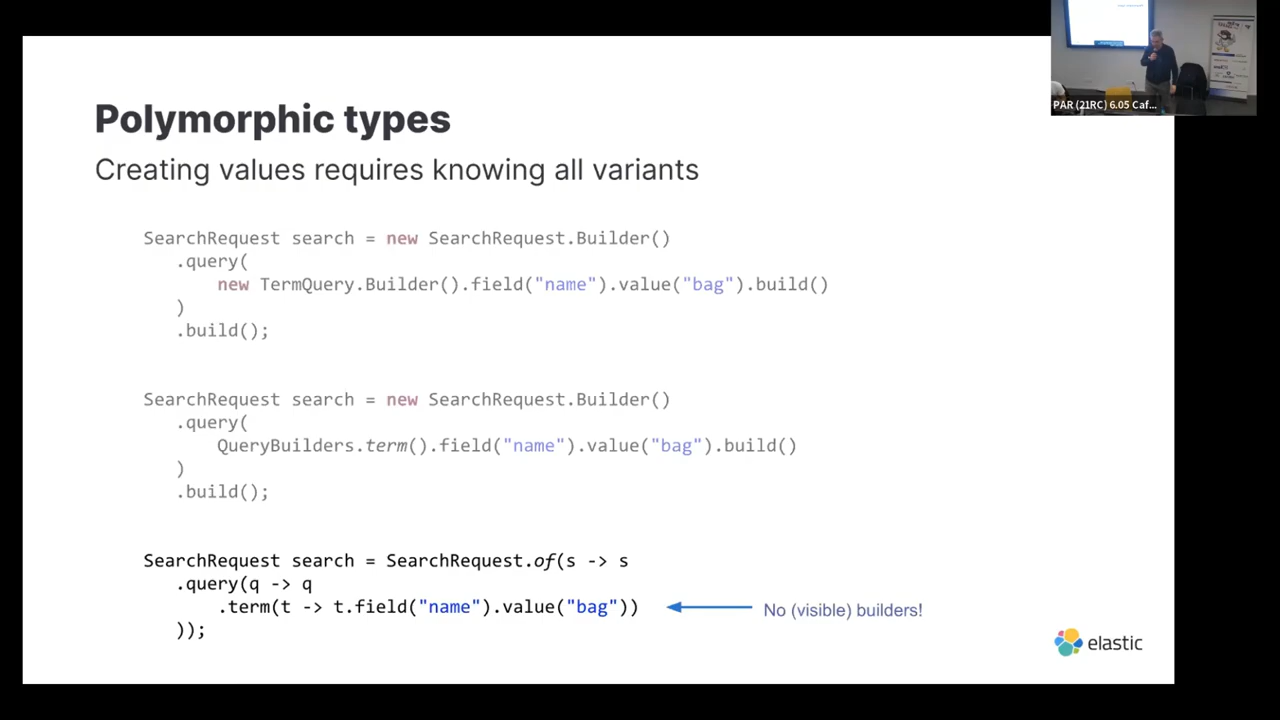 Polymorphic types
Creating values requires knowing all variants
SearchRequest search = new SearchRequest.Builder()
.query(
new TermQuery.Builder().field("name").value("bag").build()
)
.build();
SearchRequest search = new SearchRequest.Builder()
.query(
QueryBuilders.term().field("name").value("bag").build()
)
.build();
SearchRequest search = SearchRequest.of(s -> s
.query(q -> q
.term(t -> t.field("name").value("bag"))
));
No (visible) builders!
elastic
PAR (21RC) 6.05 Caf...